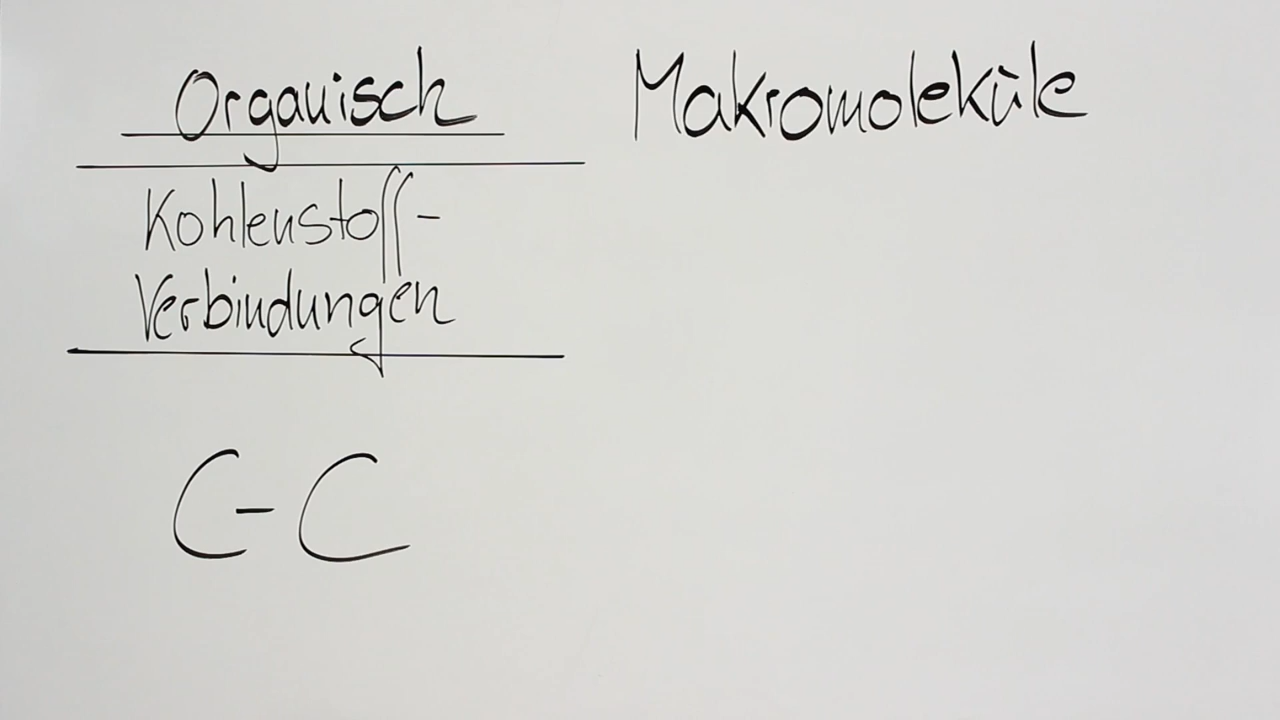 Organisch
Kohlenstoff-
Verbindungen
C-C
Makromoleküle